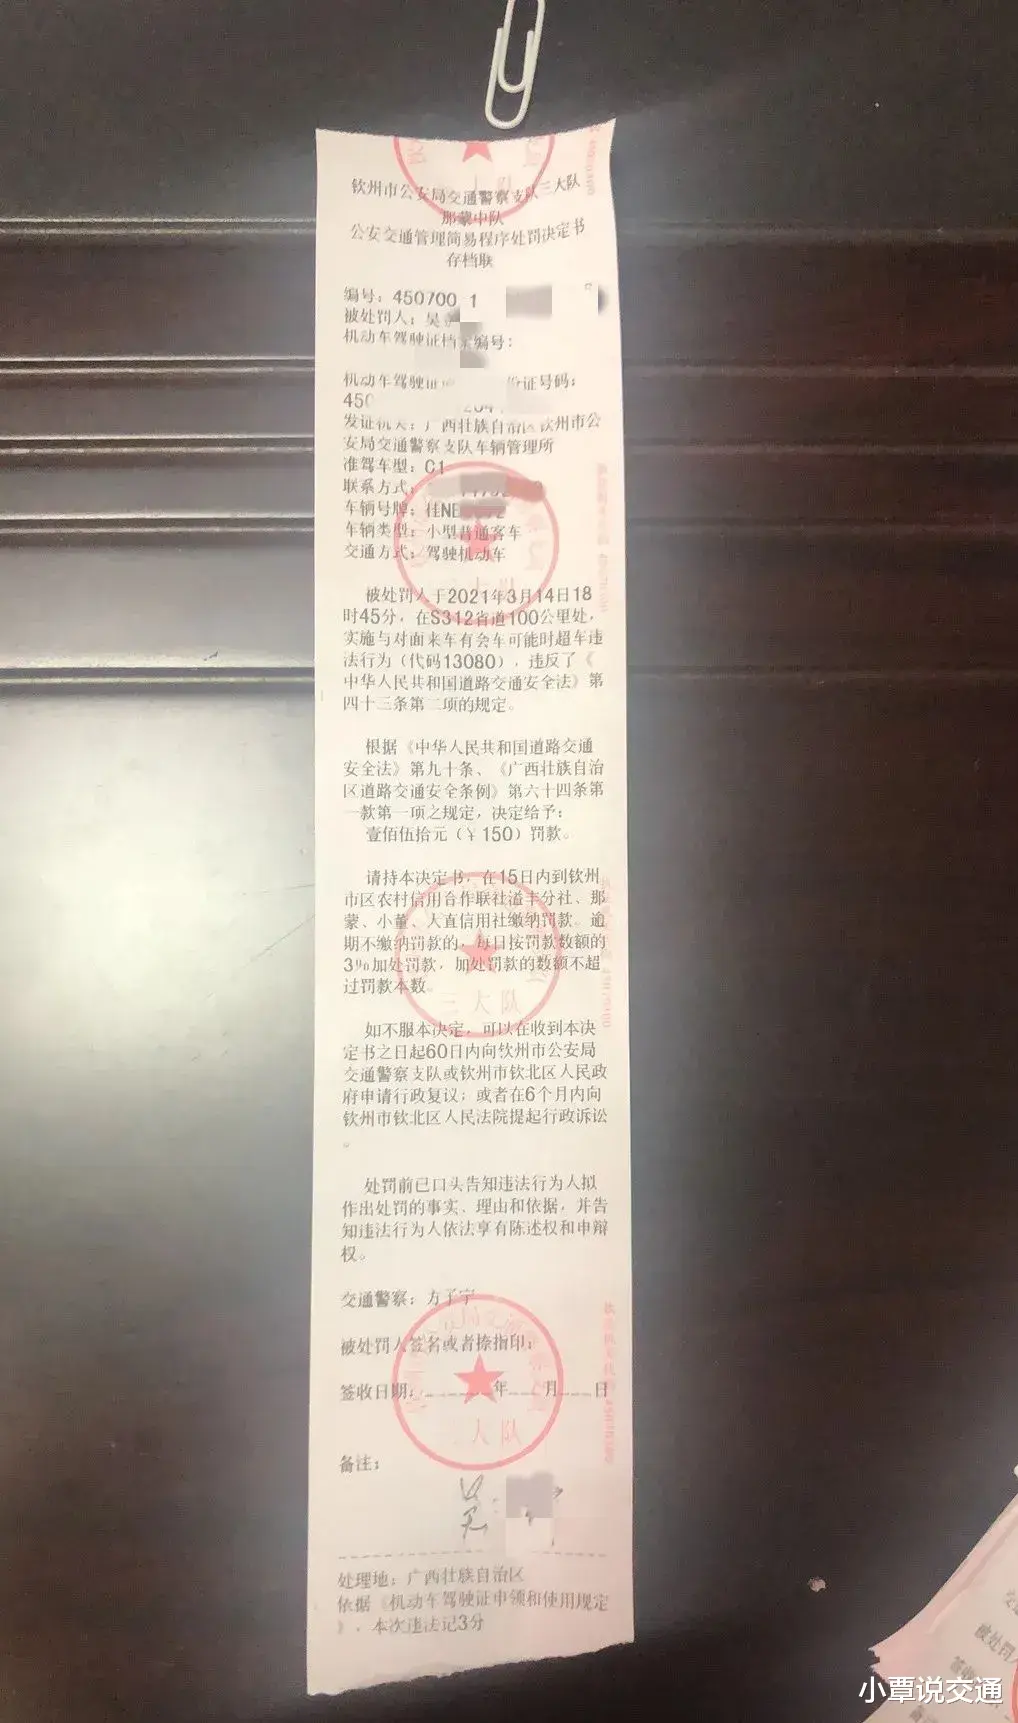 钦州市公安局交通警察支队三大队
那蒙中队
公安交通管理简易程序处罚决定书
存档联
编号：450700 1
被处罚人：吴
机动车驾驶证档案编号：
机动车驾驶证 份证号码：
450
发证机关：广西壮族自治区钦州市公
安局交通警察支队车辆管理所
准驾车型：C1
联系方式：
车辆号牌：桂NE
车辆类型：小型普通客车
交通方式：驾驶机动车
被处罚人于2021年3月14日18
时45分，在S312省道100公里处，
实施与对面来车有会车可能时超车违
法行为（代码13080），违反了《
中华人民共和国道路交通安全法》第
四十三条第二项的规定。
根据《中华人民共和国道路交通
安全法》第九十条、《广西壮族自治
区道路交通安全条例》第六十四条第
一款第一项之规定，决定给予：
壹佰伍拾元（￥150）罚款。
请持本决定书，在15日内到钦州
市区农村信用合作联社溢丰分社、那
蒙、小董、大直信用社缴纳罚款。逾
期不缴纳罚款的，每日按罚款数额的
3%加处罚款，加处罚款的数额不超
过罚款本数。
如不服本决定，可以在收到本决
定书之日起60日内向钦州市公安局
交通警察支队或钦州市钦北区人民政
府申请行政复议；或者在6个月内向
钦州市钦北区人民法院提起行政诉讼
。
处罚前已口头告知违法行为人拟
作出处罚的事实、理由和依据，并告
知违法行为人依法享有陈述权和申辩
权。
交通警察：方子宇
被处罚人签名或者捺指印：
签收日期：______年___月___日
备注：
吴
处理地：广西壮族自治区
依据《机动车驾驶证申领和使用规定
》，本次违法记3分
三大队
大队
小覃说交通